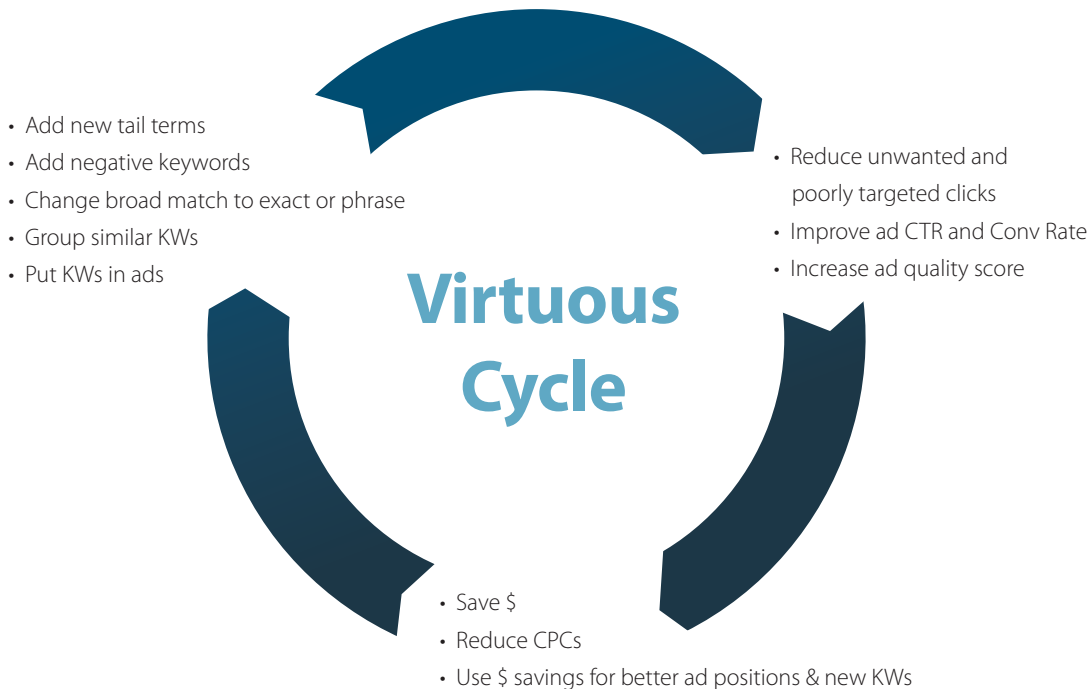 • Add new tail terms
• Add negative keywords
• Change broad match to exact or phrase
• Group similar KWs
• Put KWs in ads
• Reduce unwanted and
poorly targeted clicks
• Improve ad CTR and Conv Rate
• Increase ad quality score
Virtuous
Cycle
• Save $
• Reduce CPCs
• Use $ savings for better ad positions & new KWs